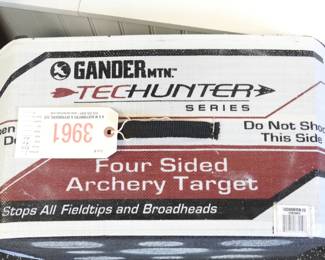 GANDER MTN.
TECHUNTER
SERIES
3961
Do Not Shoot
This Side
Four Sided
Archery Target
Stops All Fieldtips and Broadheads